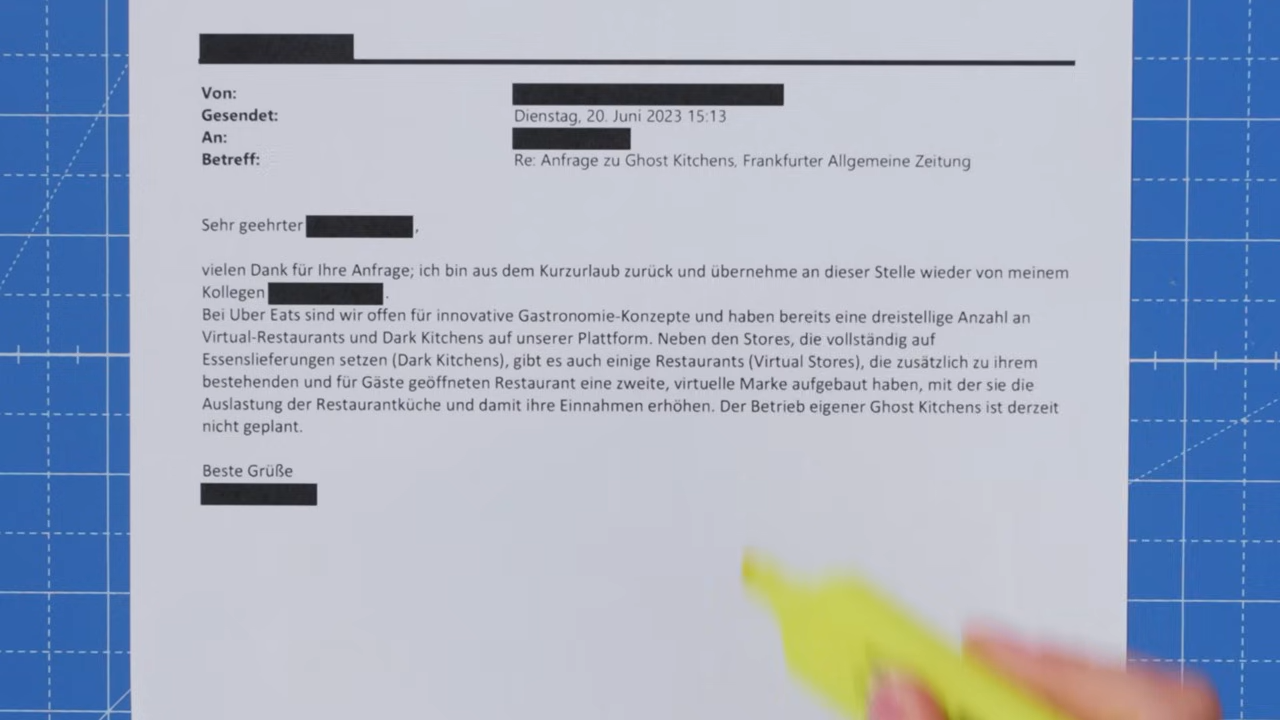 Von:
Gesendet: Dienstag, 20. Juni 2023 15:13
An:
Betreff: Re: Anfrage zu Ghost Kitchens, Frankfurter Allgemeine Zeitung
Sehr geehrter ,
vielen Dank für Ihre Anfrage; ich bin aus dem Kurzurlaub zurück und übernehme an dieser Stelle wieder von meinem
Kollegen .
Bei Uber Eats sind wir offen für innovative Gastronomie-Konzepte und haben bereits eine dreistellige Anzahl an
Virtual-Restaurants und Dark Kitchens auf unserer Plattform. Neben den Stores, die vollständig auf
Essenslieferungen setzen (Dark Kitchens), gibt es auch einige Restaurants (Virtual Stores), die zusätzlich zu ihrem
bestehenden und für Gäste geöffneten Restaurant eine zweite, virtuelle Marke aufgebaut haben, mit der sie die
Auslastung der Restaurantküche und damit ihre Einnahmen erhöhen. Der Betrieb eigener Ghost Kitchens ist derzeit
nicht geplant.
Beste Grüße